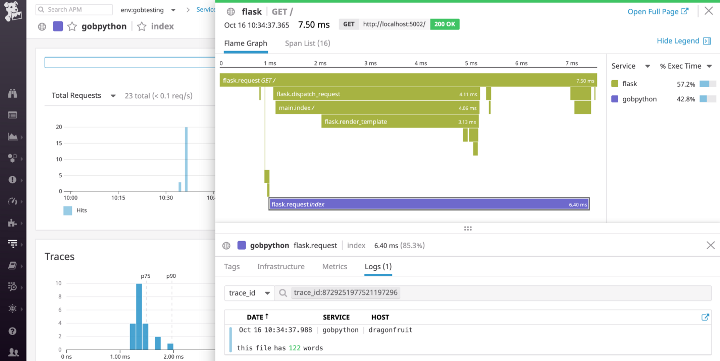 Search APM
env:gobtesting
Service
gobpython
index
Total Requests
23 total (< 0.1 req/s)
20
15
10
5
0
10:00
10:15
10:30
10:
Hits
Traces
p75
p90
10
8
6
4
2
0
0 ns
1.00 ms
2.00 ms
flask GET /
Open Full Page
Oct 16 10:34:37.365 7.50 ms GET http://localhost:5002/ 200 OK
Flame Graph Span List (16)
Hide Legend
0 1 ms 2 ms 3 ms 4 ms 5 ms 6 ms 7 ms
Service % Exec Time
flask.request GET / 7.50 ms
flask 57.2%
flask.dispatch_request 4.11 ms
gobpython 42.8%
main.index /
flask.render_template 3.13 ms
flask.request index 6.40 ms
gobpython flask.request index 6.40 ms (85.3%)
Tags Infrastructure Metrics Logs (1)
trace_id trace_id:8729251977521197296
DATE ↑ SERVICE HOST
Oct 16 10:34:37.988 gobpython dragonfruit
this file has 122 words